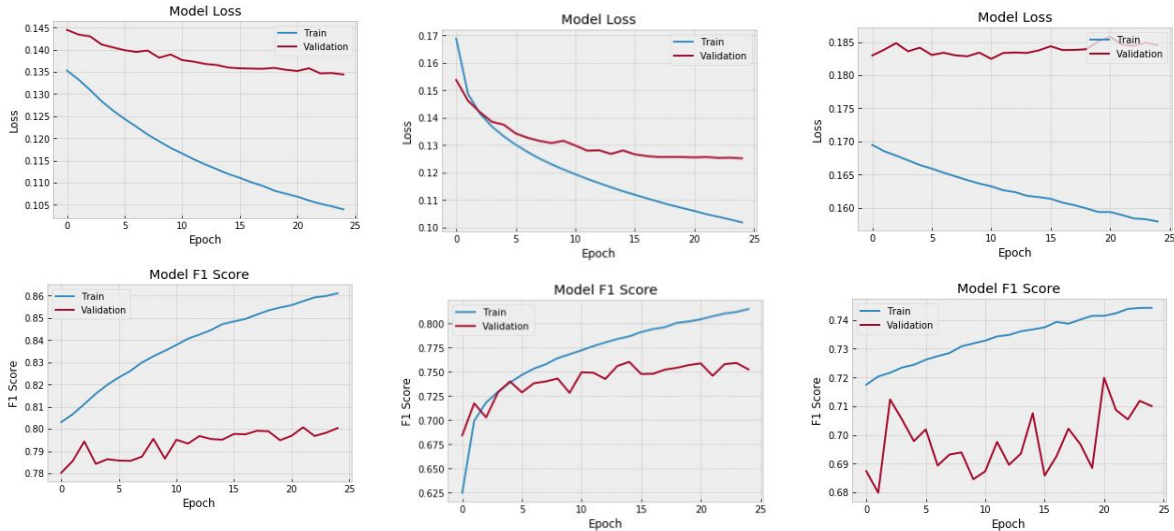 Model Loss
0.145
0.140
0.135
0.130
0.125
0.120
0.115
0.110
0.105
Loss
Train
Validation
0 5 10 15 20 25
Epoch
Model Loss
0.17
0.16
0.15
0.14
0.13
0.12
0.11
0.10
Loss
Train
Validation
0 5 10 15 20 25
Epoch
Model Loss
0.185
0.180
0.175
0.170
0.165
0.160
Loss
Train
Validation
0 5 10 15 20 25
Epoch
Model F1 Score
0.86
0.85
0.84
0.83
0.82
0.81
0.80
0.79
0.78
F1 Score
Train
Validation
0 5 10 15 20 25
Epoch
Model F1 Score
0.800
0.775
0.750
0.725
0.700
0.675
0.650
0.625
F1 Score
Train
Validation
0 5 10 15 20 25
Epoch
Model F1 Score
0.74
0.73
0.72
0.71
0.70
0.69
0.68
F1 Score
Train
Validation
0 5 10 15 20 25
Epoch